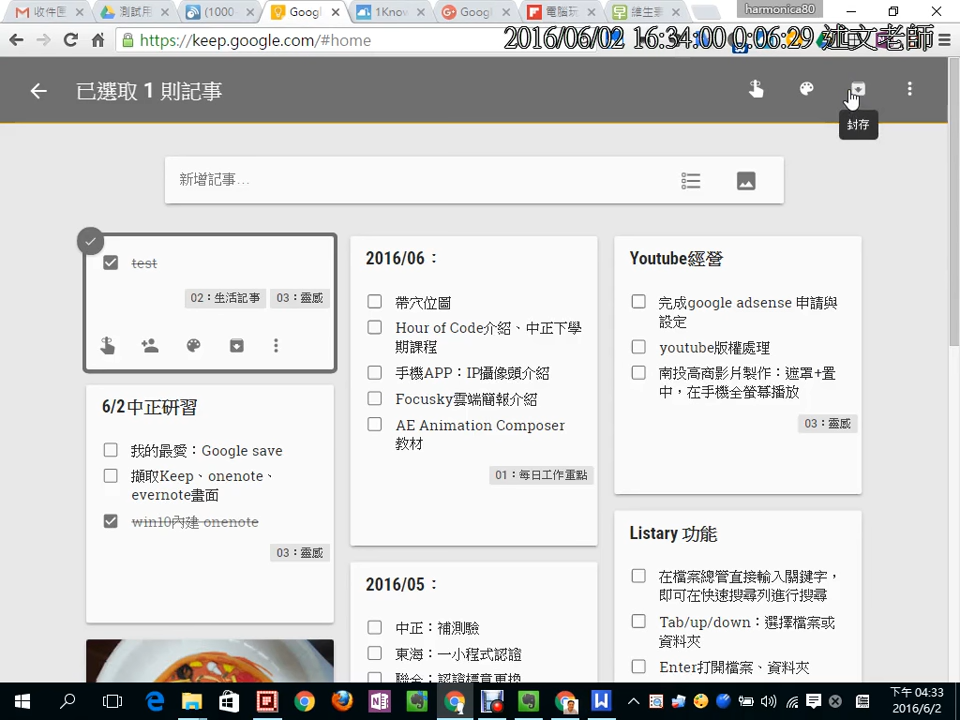 收件匣
測試用
(1000
Googl
1Know
Googl
電腦玩
維生素
harmonica80
https://keep.google.com/#home
2016/06/02 16:34:00 0:06:29 述文老師
已選取 1 則記事
封存
新增記事…
test
02：生活記事
03：靈感
6/2中正研習
我的最愛：Google save
擷取Keep、onenote、
evernote畫面
win10內建 onenote
03：靈感
2016/06：
帶穴位圖
Hour of Code介紹、中正下學
期課程
手機APP：IP攝像頭介紹
Focusky雲端簡報介紹
AE Animation Composer
教材
01：每日工作重點
2016/05：
中正：補測驗
東海：一小程式認證
聯合：認證標章更換
Youtube經營
完成google adsense 申請與
設定
youtube版權處理
南投高商影片製作：遮罩+置
中，在手機全螢幕播放
03：靈感
Listary 功能
在檔案總管直接輸入關鍵字，
即可在快速搜尋列進行搜尋
Tab/up/down：選擇檔案或
資料夾
Enter打開檔案、資料夾
下午 04:33
2016/6/2